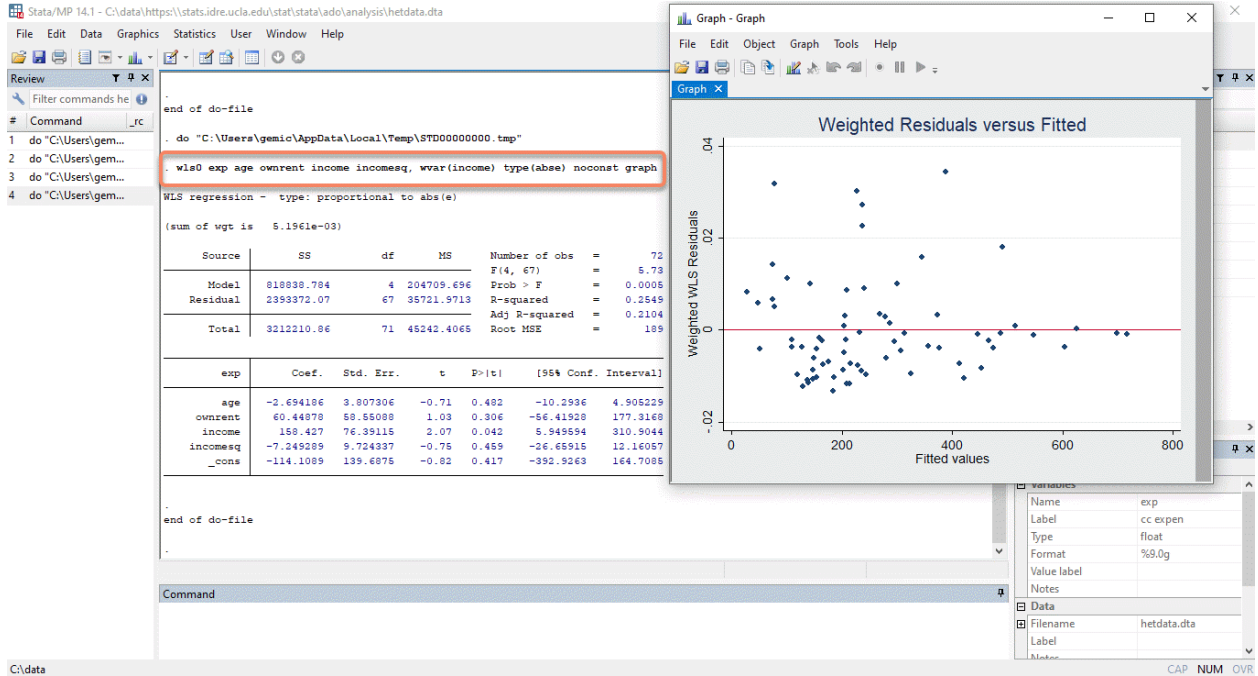 Stata/MP 14.1 - C:\data\https:\\stats.idre.ucla.edu\stat\stata\ado\analysis\hetdata.dta
File Edit Data Graphics Statistics User Window Help
Review
Filter commands he
# Command _rc
1 do "C:\Users\gem...
2 do "C:\Users\gem...
3 do "C:\Users\gem...
4 do "C:\Users\gem...
.
end of do-file
. do "C:\Users\gemic\AppData\Local\Temp\STD00000000.tmp"
. wls0 exp age ownrent income incomesq, wvar(income) type(abse) noconst graph
WLS regression - type: proportional to abs(e)
(sum of wgt is 5.1961e-03)
Source SS df MS Number of obs = 72
F(4, 67) = 5.73
Model 818838.784 4 204709.696 Prob > F = 0.0005
Residual 2393372.07 67 35721.9713 R-squared = 0.2549
Adj R-squared = 0.2104
Total 3212210.86 71 45242.4065 Root MSE = 189
exp Coef. Std. Err. t P>|t| [95% Conf. Interval]
age -2.694186 3.807306 -0.71 0.482 -10.2936 4.905229
ownrent 60.44878 58.55088 1.03 0.306 -56.41928 177.3168
income 158.427 76.39115 2.07 0.042 5.949594 310.9044
incomesq -7.249289 9.724337 -0.75 0.459 -26.65915 12.16057
_cons -114.1089 139.6875 -0.82 0.417 -392.9263 164.7085
.
end of do-file
.
Command
Graph - Graph
File Edit Object Graph Tools Help
Graph
Weighted Residuals versus Fitted
Weighted WLS Residuals
.04
.02
0
-.02
0 200 400 600 800
Fitted values
Variables
Name exp
Label cc expen
Type float
Format %9.0g
Value label
Notes
Data
Filename hetdata.dta
Label
Notes
C:\data
CAP NUM OVR